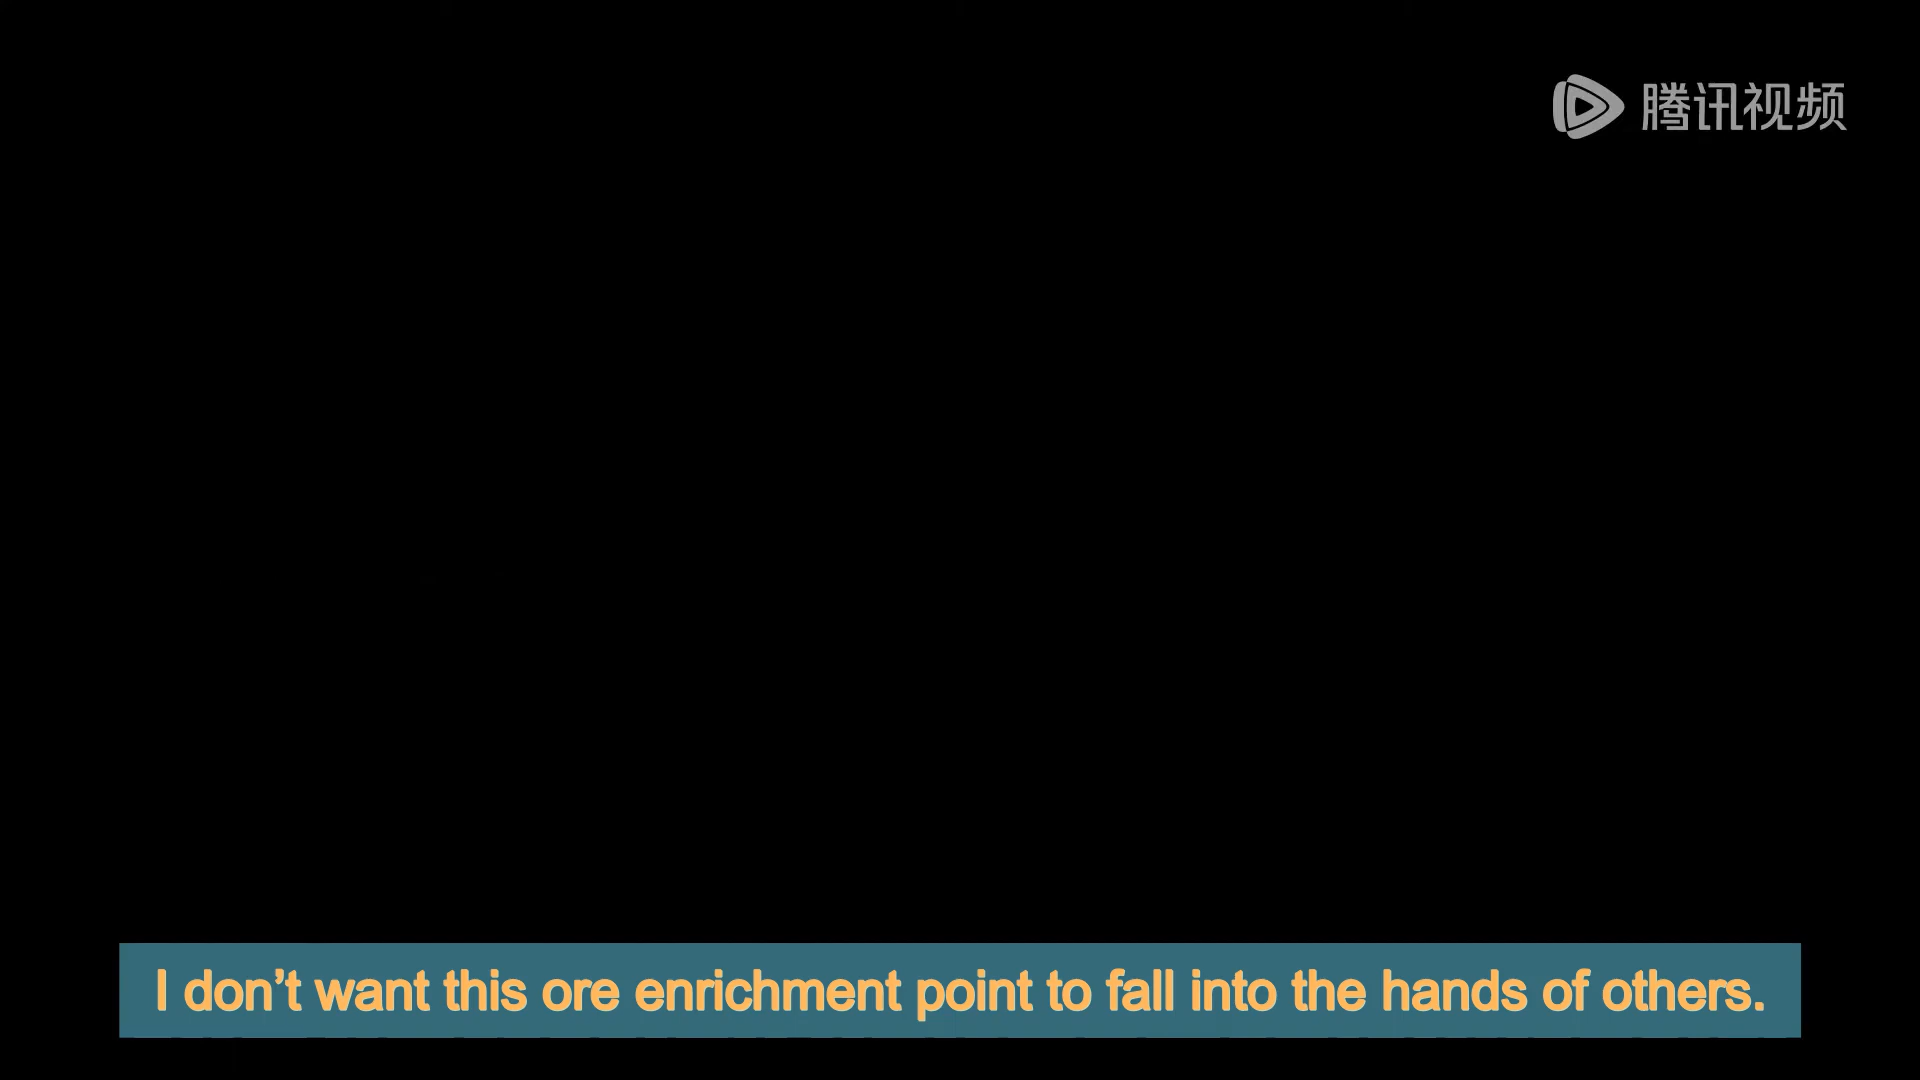 腾讯视频
I don’t want this ore enrichment point to fall into the hands of others.